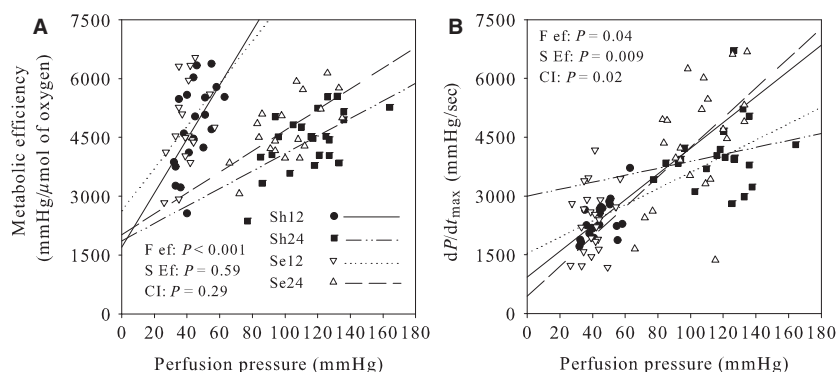 A
7500
6000
4500
3000
1500
0
Metabolic efficiency
(mmHg/μmol of oxygen)
F ef: P < 0.001
S Ef: P = 0.59
CI: P = 0.29
Sh12
Sh24
Se12
Se24
0 20 40 60 80 100 120 140 160 180
Perfusion pressure (mmHg)
B
7500
6000
4500
3000
1500
0
dP/dtmax (mmHg/sec)
F ef: P = 0.04
S Ef: P = 0.009
CI: P = 0.02
0 20 40 60 80 100 120 140 160 180
Perfusion pressure (mmHg)